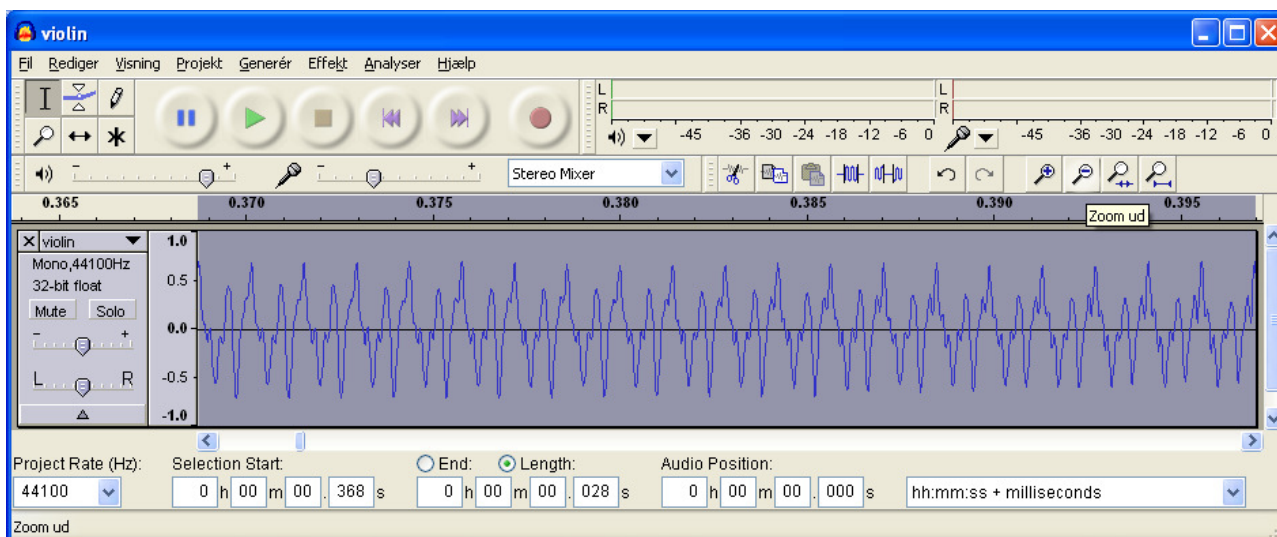 violin
Fil Rediger Visning Projekt Generér Effekt Analyser Hjælp
L
R
-45 -36 -30 -24 -18 -12 -6 0
L
R
-45 -36 -30 -24 -18 -12 -6 0
- +
- +
Stereo Mixer
0.365 0.370 0.375 0.380 0.385 0.390 0.395
Zoom ud
violin
Mono,44100Hz
32-bit float
Mute Solo
- +
L R
1.0
0.5
0.0
-0.5
-1.0
Project Rate (Hz): Selection Start: End: Length: Audio Position:
44100 0 h 00 m 00 . 368 s 0 h 00 m 00 . 028 s 0 h 00 m 00 . 000 s hh:mm:ss + milliseconds
Zoom ud